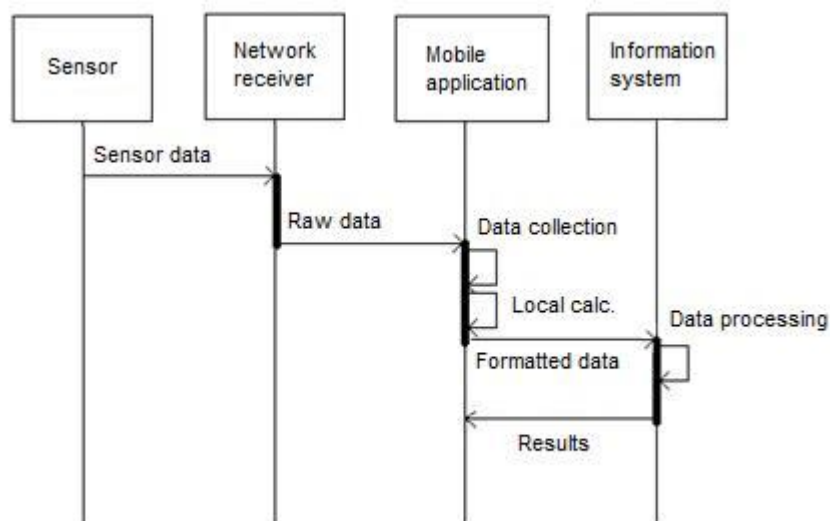 Sensor
Network
receiver
Mobile
application
Information
system
Sensor data
Raw data
Data collection
Local calc.
Data processing
Formatted data
Results